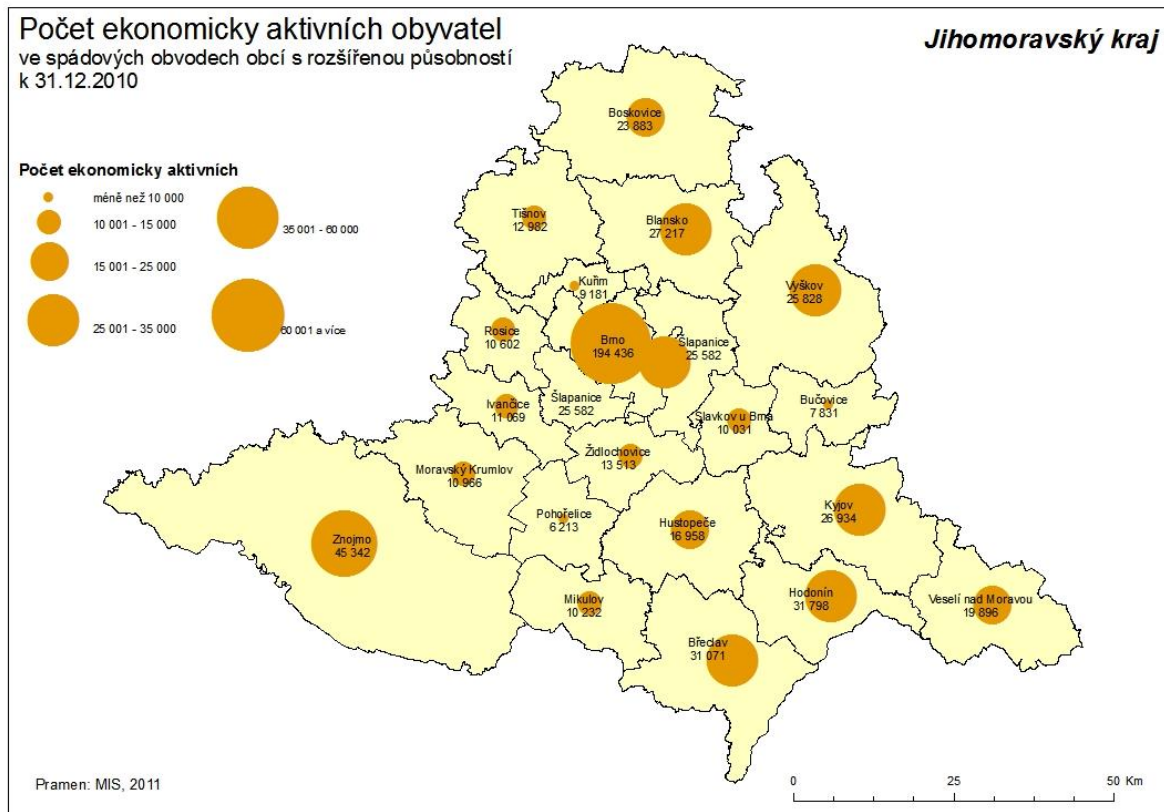 Počet ekonomicky aktivních obyvatel
ve spádových obvodech obcí s rozšířenou působností
k 31.12.2010
Jihomoravský kraj
Počet ekonomicky aktivních
méně než 10 000
10 001 - 15 000
15 001 - 25 000
25 001 - 35 000
35 001 - 60 000
60 001 a více
Boskovice
23 883
Tišnov
12 982
Blansko
27 217
Vyškov
25 828
Kuřim
9 181
Rosice
10 602
Brno
194 436
Šlapanice
25 582
Ivančice
11 069
Šlapanice
25 582
Slavkov u Brna
10 031
Bučovice
7 831
Židlochovice
13 513
Moravský Krumlov
10 966
Pohořelice
6 213
Hustopeče
16 958
Kyjov
26 934
Znojmo
45 342
Mikulov
10 232
Hodonín
31 798
Veselí nad Moravou
19 896
Břeclav
31 071
Pramen: MIS, 2011
0 25 50 Km